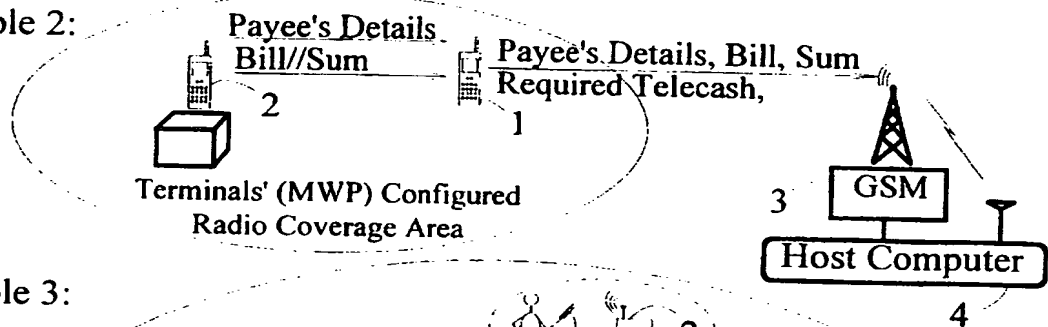 ple 2:
Payee's Details
Bill//Sum
Payee's Details, Bill, Sum
Required Telecash,
2
1
Terminals' (MWP) Configured
Radio Coverage Area
3
GSM
Host Computer
4
ple 3: